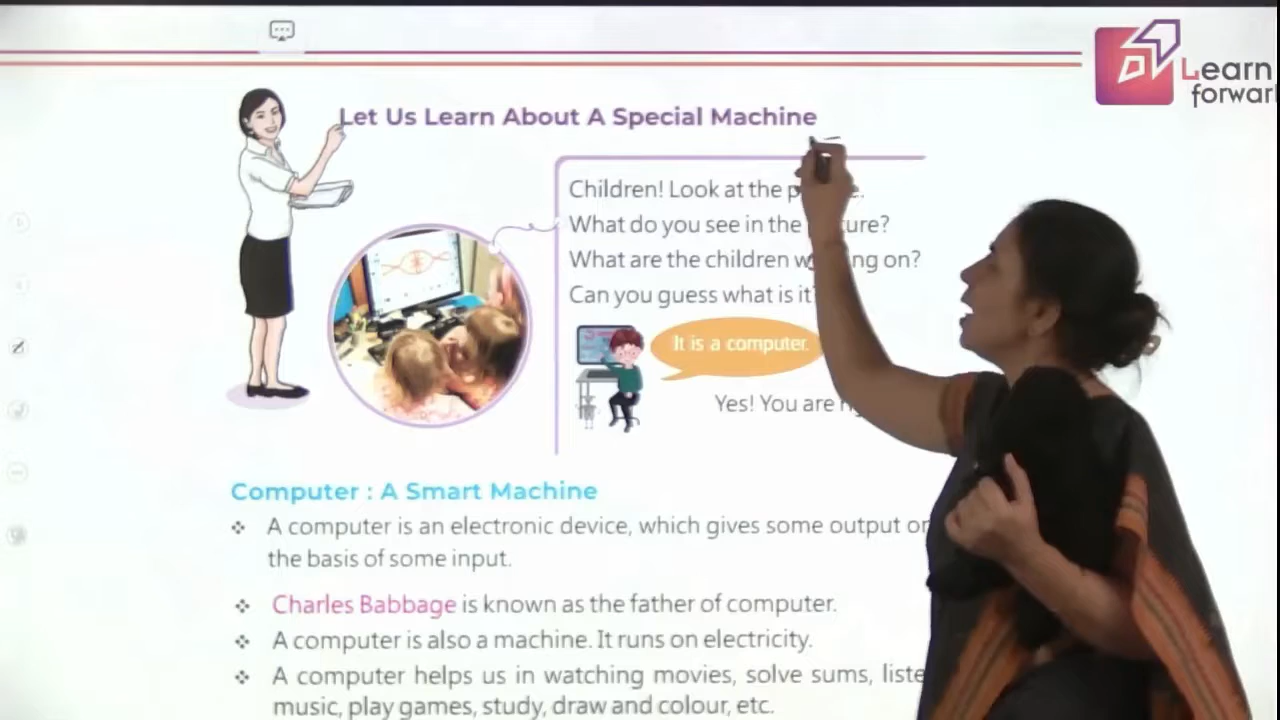 Learn
forward
Let Us Learn About A Special Machine
Children! Look at the
What do you see in the
What are the children working on?
Can you guess what is it?
It is a computer.
Yes! You are
Computer : A Smart Machine
A computer is an electronic device, which gives some output on
the basis of some input.
Charles Babbage is known as the father of computer.
A computer is also a machine. It runs on electricity.
A computer helps us in watching movies, solve sums,
music, play games, study, draw and colour, etc.